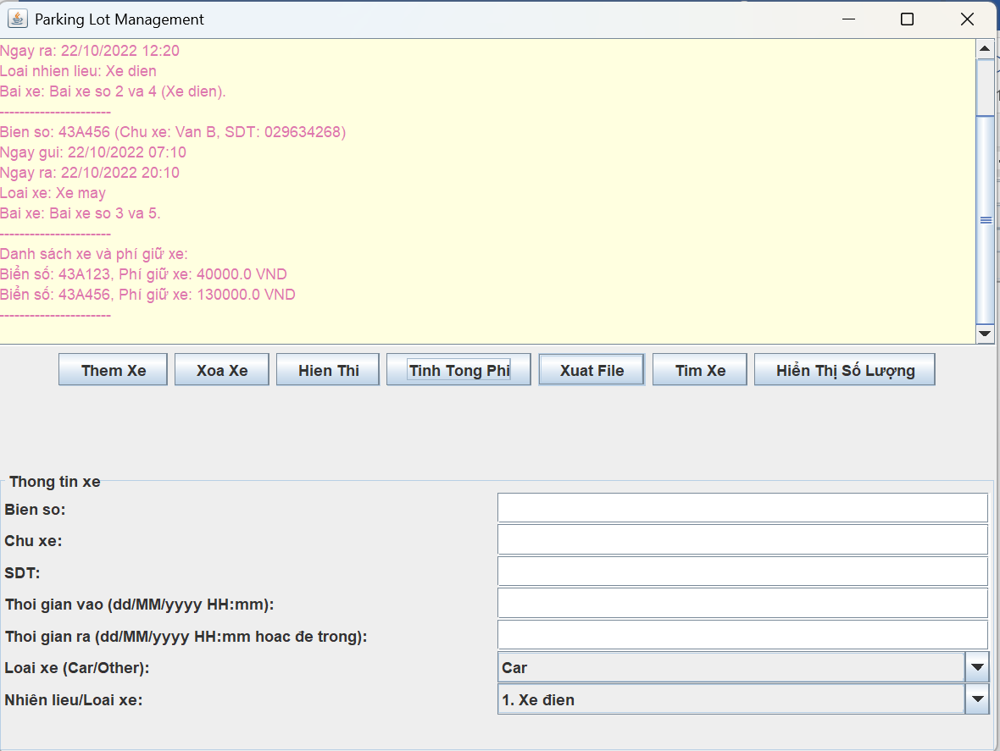 Parking Lot Management
Ngay ra: 22/10/2022 12:20
Loai nhien lieu: Xe dien
Bai xe: Bai xe so 2 va 4 (Xe dien).
----------------------
Bien so: 43A456 (Chu xe: Van B, SDT: 029634268)
Ngay gui: 22/10/2022 07:10
Ngay ra: 22/10/2022 20:10
Loai xe: Xe may
Bai xe: Bai xe so 3 va 5.
----------------------
Danh sách xe và phí giữ xe:
Biển số: 43A123, Phí giữ xe: 40000.0 VND
Biển số: 43A456, Phí giữ xe: 130000.0 VND
----------------------
Them Xe Xoa Xe Hien Thi Tinh Tong Phi Xuat File Tim Xe Hiển Thị Số Lượng
Thong tin xe
Bien so:
Chu xe:
SDT:
Thoi gian vao (dd/MM/yyyy HH:mm):
Thoi gian ra (dd/MM/yyyy HH:mm hoac đe trong):
Loai xe (Car/Other): Car
Nhiên lieu/Loai xe: 1. Xe đien